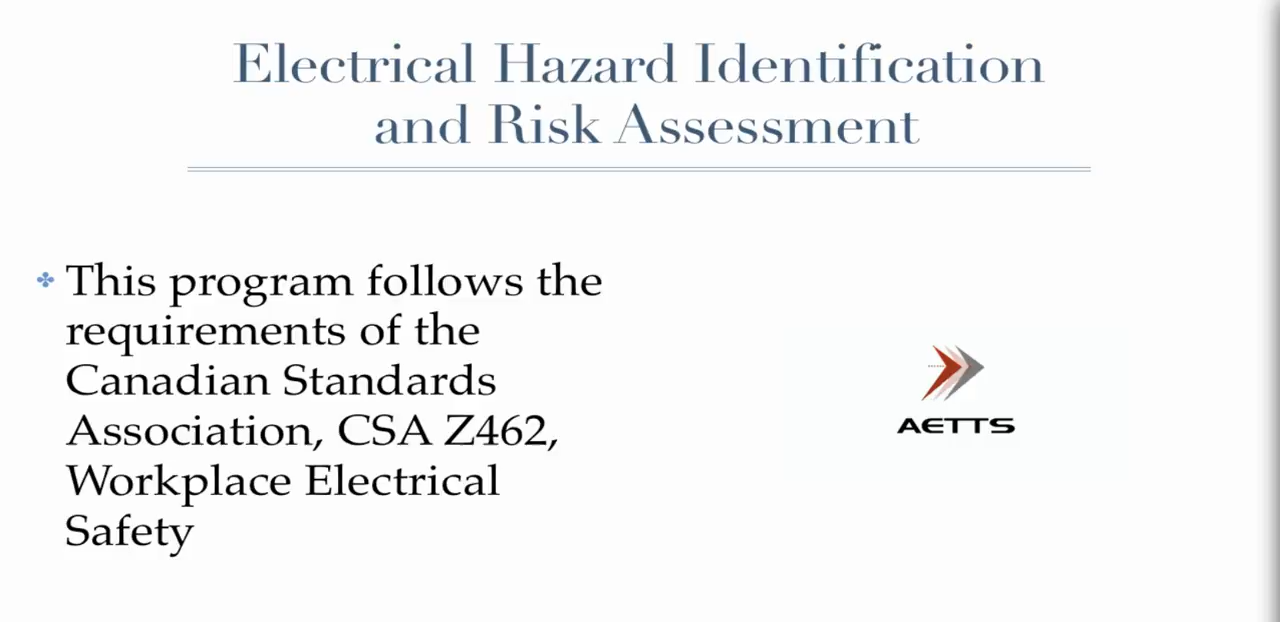 Electrical Hazard Identification
and Risk Assessment
This program follows the
requirements of the
Canadian Standards
Association, CSA Z462,
Workplace Electrical
Safety
AETTS